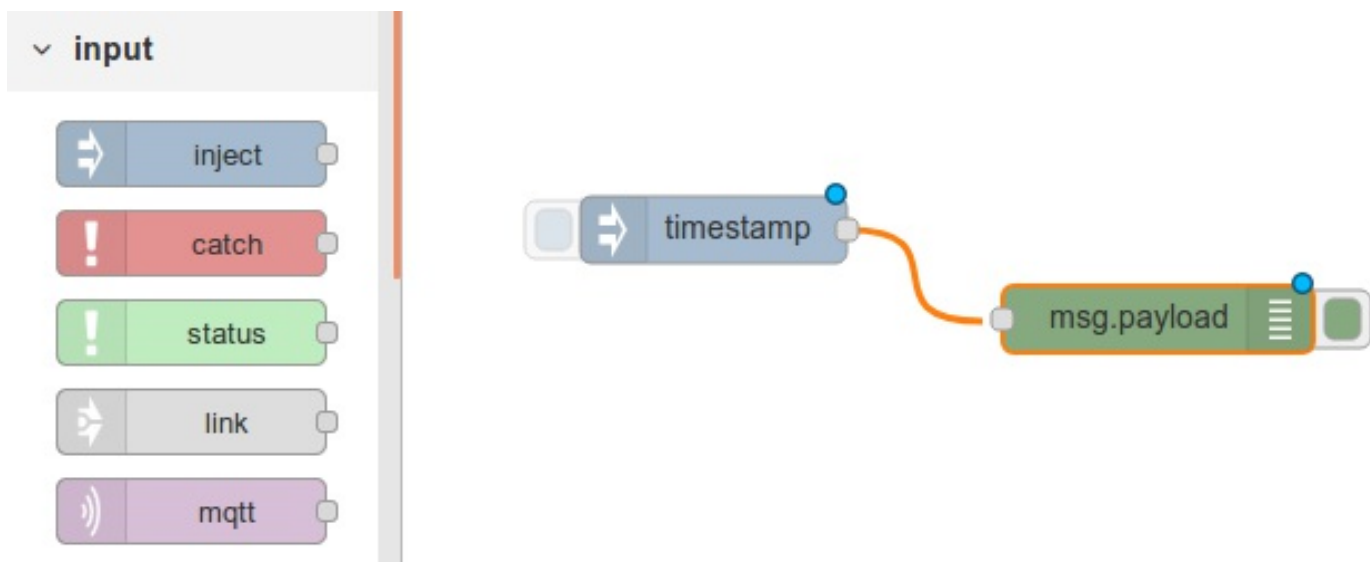 input
inject
catch
status
link
mqtt
timestamp
msg.payload